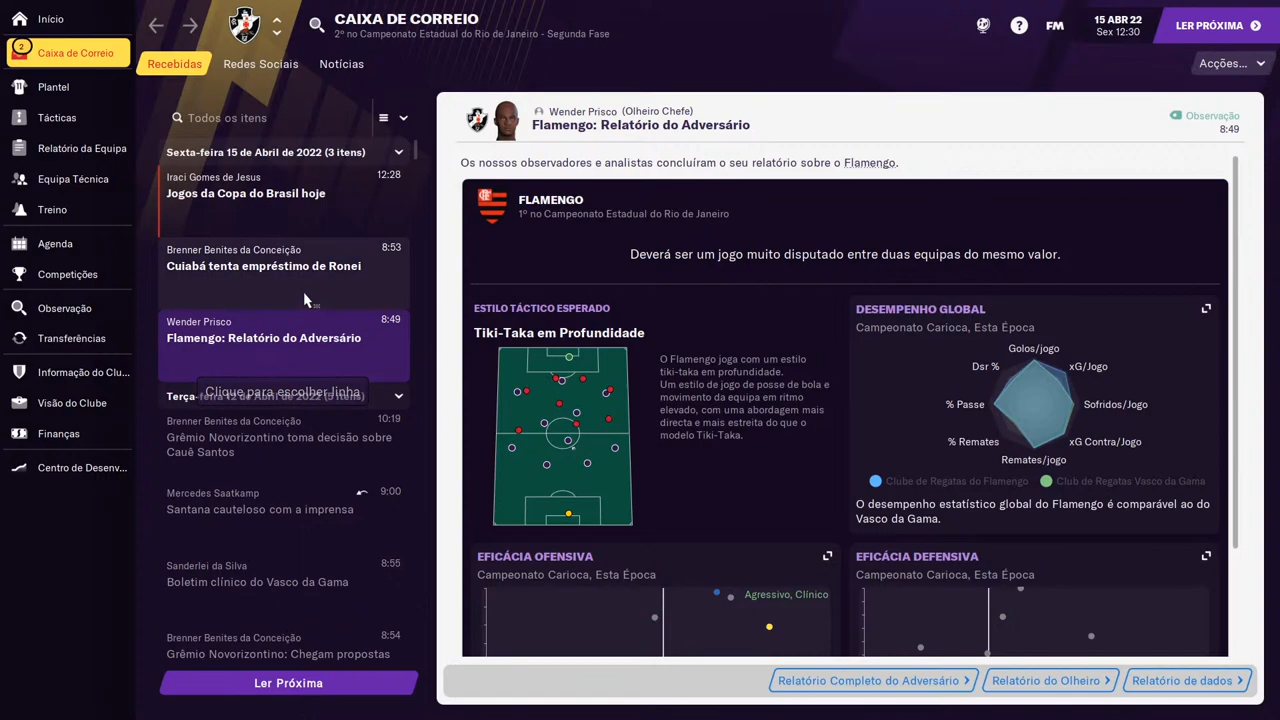 CAIXA DE CORREIO
2º no Campeonato Estadual do Rio de Janeiro - Segunda Fase
?
FM
15 ABR 22
Sex 12:30
LER PRÓXIMA
Início
2
Caixa de Correio
Plantel
Tácticas
Relatório da Equipa
Equipa Técnica
Treino
Agenda
Competições
Observação
Transferências
Informação do Clu...
Visão do Clube
Finanças
Centro de Desenv...
Recebidas
Redes Sociais
Notícias
Acções...
Todos os itens
Sexta-feira 15 de Abril de 2022 (3 itens)
Iraci Gomes de Jesus
12:28
Jogos da Copa do Brasil hoje
Brenner Benites da Conceição
8:53
Cuiabá tenta empréstimo de Ronei
Wender Prisco
8:49
Flamengo: Relatório do Adversário
Clique para escolher linha
Terça-feira 12 de Abril de 2022 (5 itens)
Brenner Benites da Conceição
10:19
Grêmio Novorizontino toma decisão sobre
Cauê Santos
Mercedes Saatkamp
9:00
Santana cauteloso com a imprensa
Sanderlei da Silva
8:55
Boletim clínico do Vasco da Gama
Brenner Benites da Conceição
8:54
Grêmio Novorizontino: Chegam propostas
Ler Próxima
Wender Prisco (Olheiro Chefe)
Flamengo: Relatório do Adversário
Observação
8:49
Os nossos observadores e analistas concluíram o seu relatório sobre o Flamengo.
FLAMENGO
1º no Campeonato Estadual do Rio de Janeiro
Deverá ser um jogo muito disputado entre duas equipas do mesmo valor.
ESTILO TÁCTICO ESPERADO
Tiki-Taka em Profundidade
O Flamengo joga com um estilo
tiki-taka em profundidade.
Um estilo de jogo de posse de bola e
movimento da equipa em ritmo
elevado, com uma abordagem mais
directa e mais estreita do que o
modelo Tiki-Taka.
DESEMPENHO GLOBAL
Campeonato Carioca, Esta Época
Golos/jogo
Dsr %
xG/Jogo
% Passe
Sofridos/Jogo
% Remates
xG Contra/Jogo
Remates/jogo
Clube de Regatas do Flamengo
Club de Regatas Vasco da Gama
O desempenho estatístico global do Flamengo é comparável ao do
Vasco da Gama.
EFICÁCIA OFENSIVA
Campeonato Carioca, Esta Época
Agressivo, Clínico
EFICÁCIA DEFENSIVA
Campeonato Carioca, Esta Época
Relatório Completo do Adversário
Relatório do Olheiro
Relatório de dados